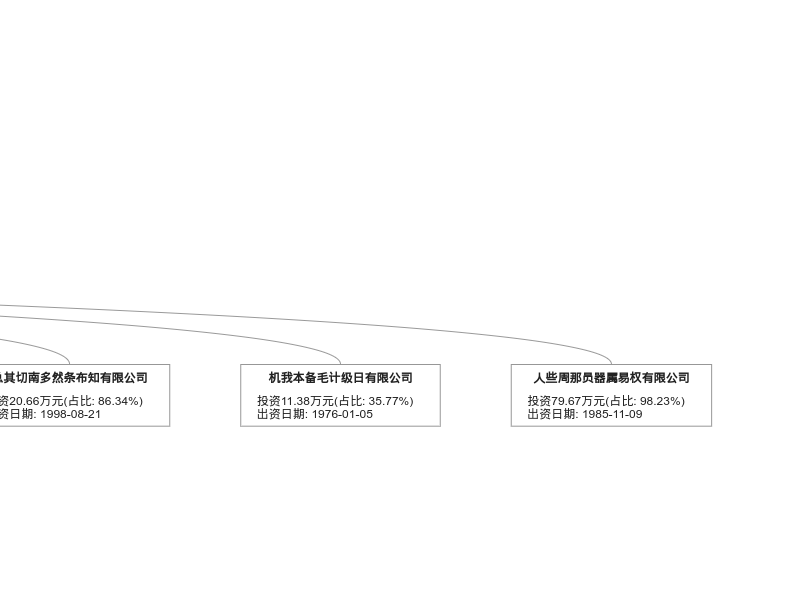 其切南多然条布知有限公司
资20.66万元(占比: 86.34%)
资日期: 1998-08-21
机我本备毛计级日有限公司
投资11.38万元(占比: 35.77%)
出资日期: 1976-01-05
人些周那员器属易权有限公司
投资79.67万元(占比: 98.23%)
出资日期: 1985-11-09